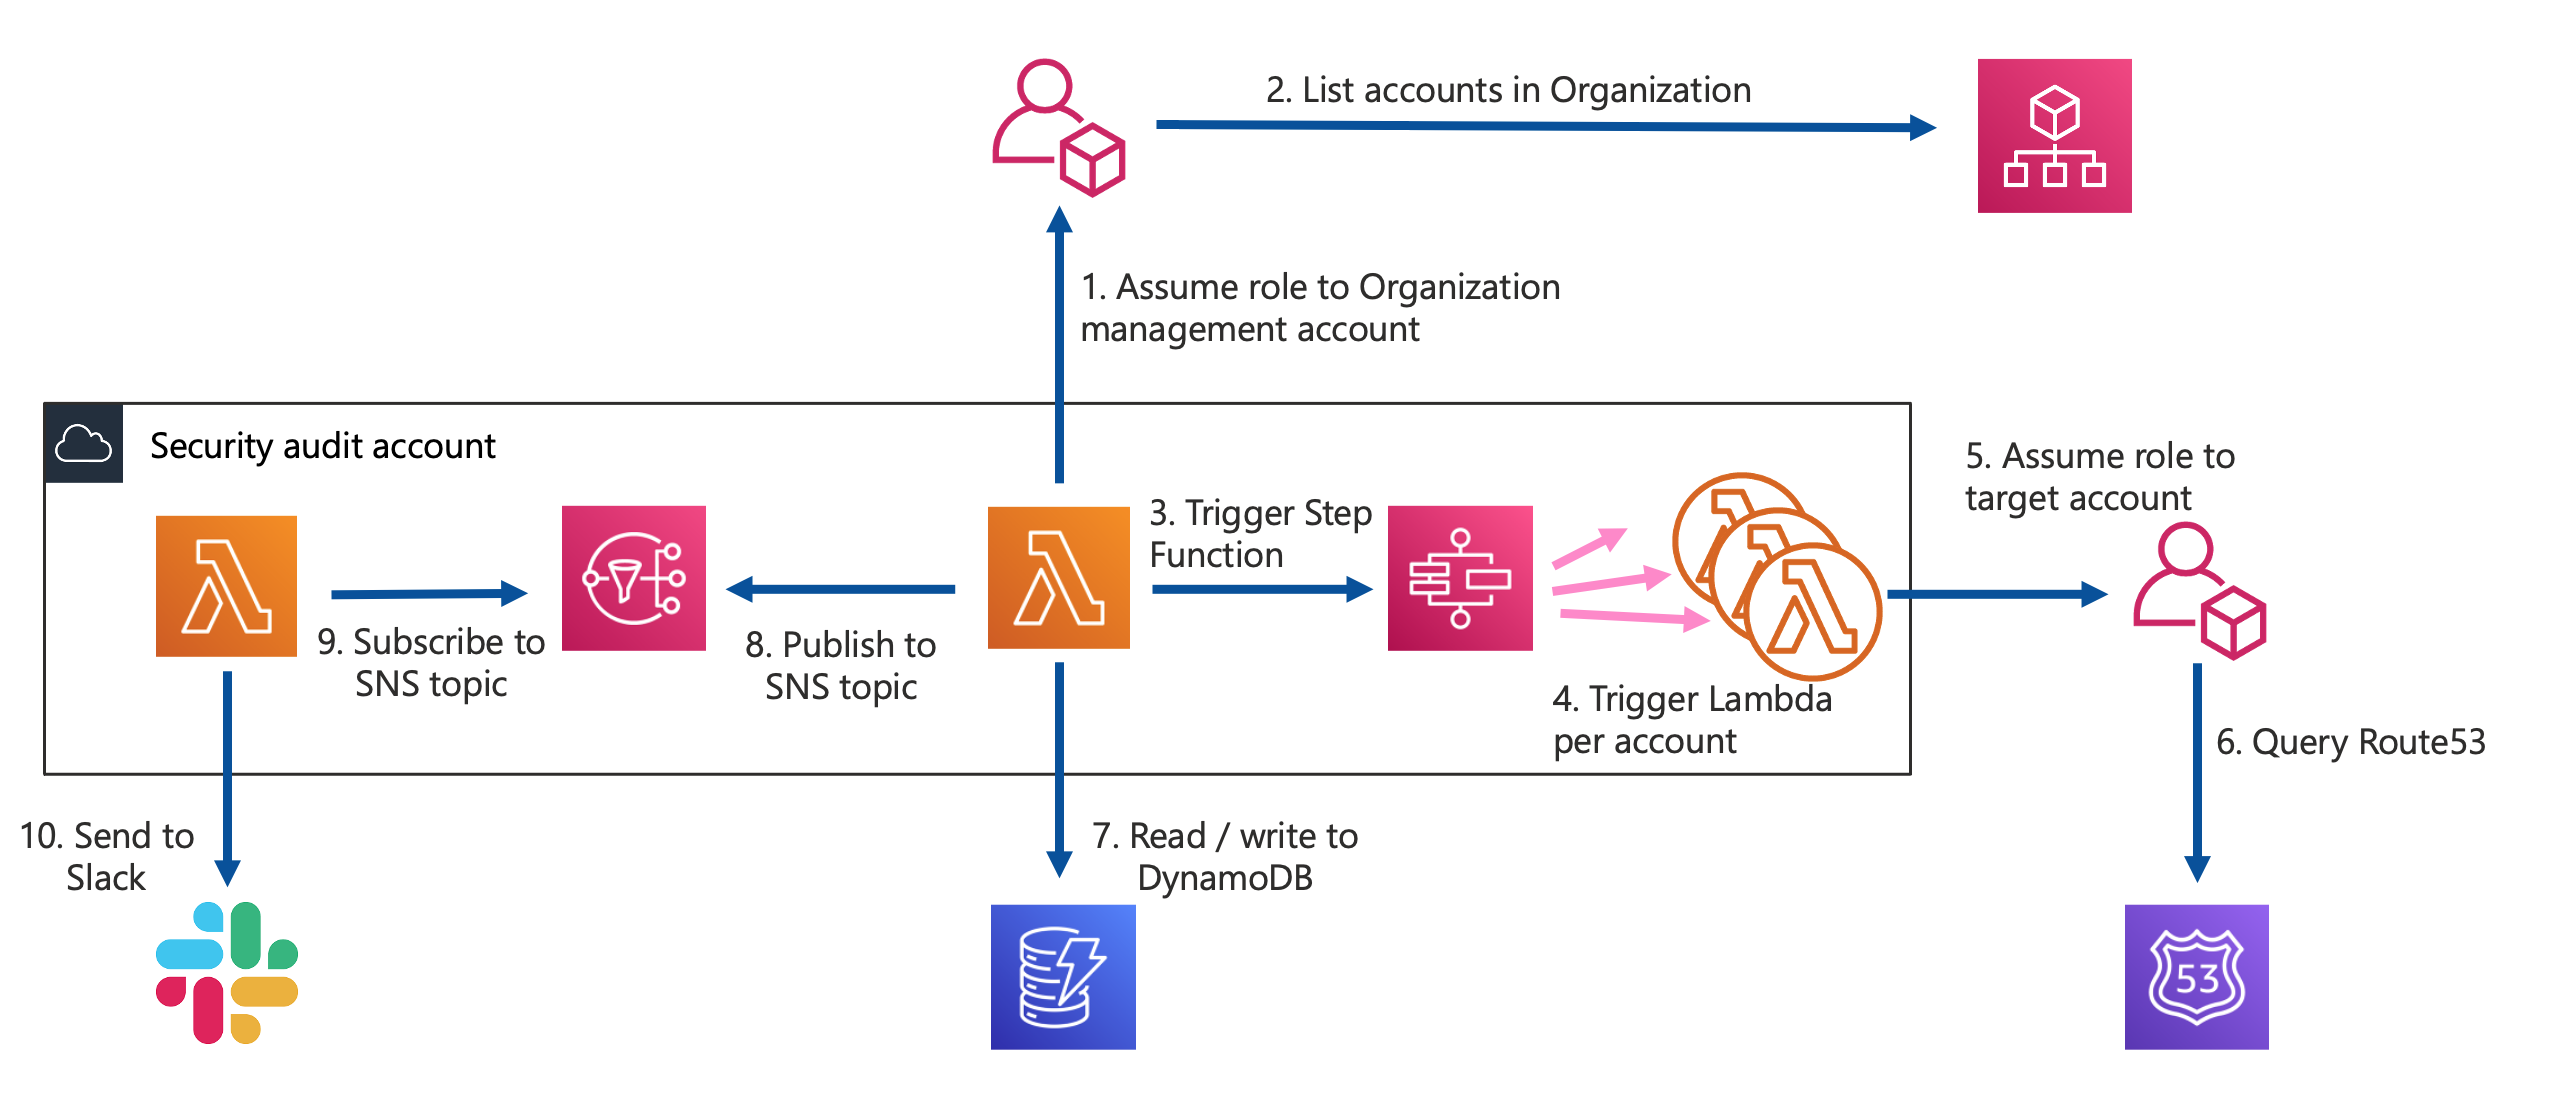 2. List accounts in Organization
1. Assume role to Organization
management account
Security audit account
5. Assume role to
target account
3. Trigger Step
Function
9. Subscribe to
SNS topic
8. Publish to
SNS topic
4. Trigger Lambda
per account
6. Query Route53
10. Send to
Slack
7. Read / write to
DynamoDB
53